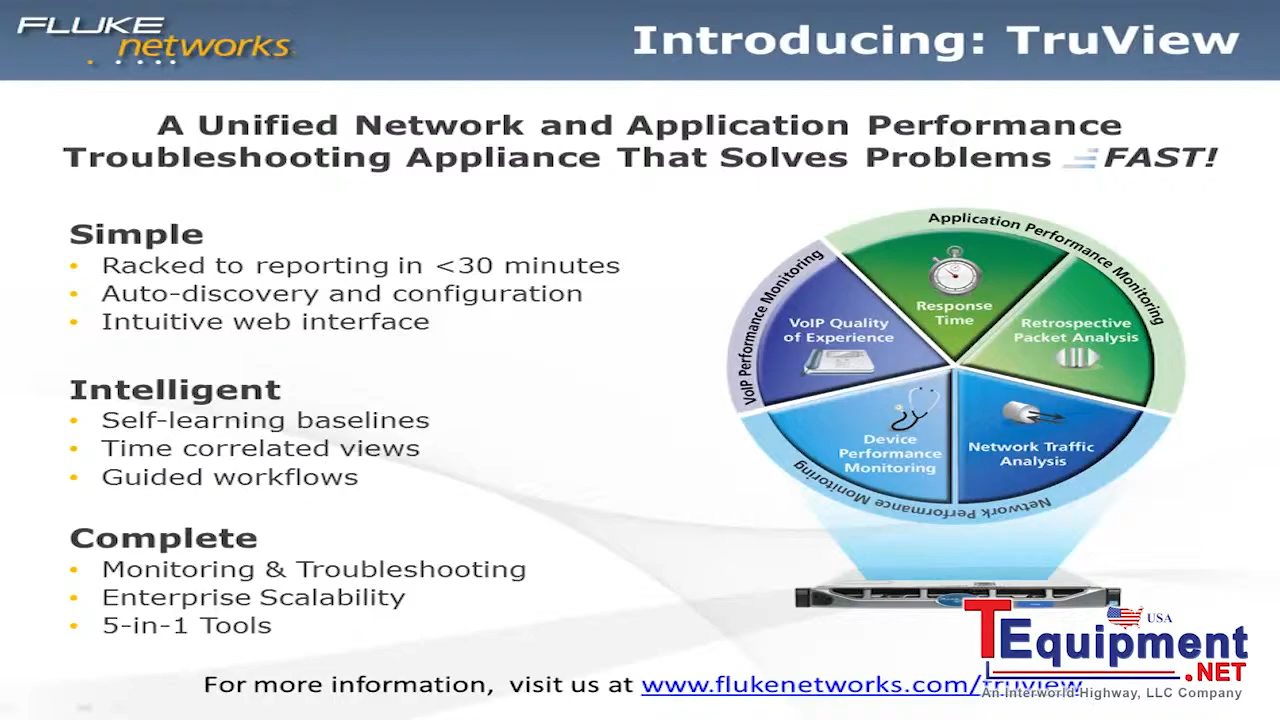 FLUKE
networks
Introducing: TruView
A Unified Network and Application Performance
Troubleshooting Appliance That Solves Problems FAST!
Simple
• Racked to reporting in <30 minutes
• Auto-discovery and configuration
• Intuitive web interface
Intelligent
• Self-learning baselines
• Time correlated views
• Guided workflows
Complete
• Monitoring & Troubleshooting
• Enterprise Scalability
• 5-in-1 Tools
Application Performance Monitoring
VoIP Performance Monitoring
Response
Time
VoIP Quality
of Experience
Retrospective
Packet Analysis
Device
Performance
Monitoring
Network Traffic
Analysis
Network Performance Monitoring
USA
TEquipment
.NET
For more information, visit us at www.flukenetworks.com/truview
An Interworld Highway, LLC Company